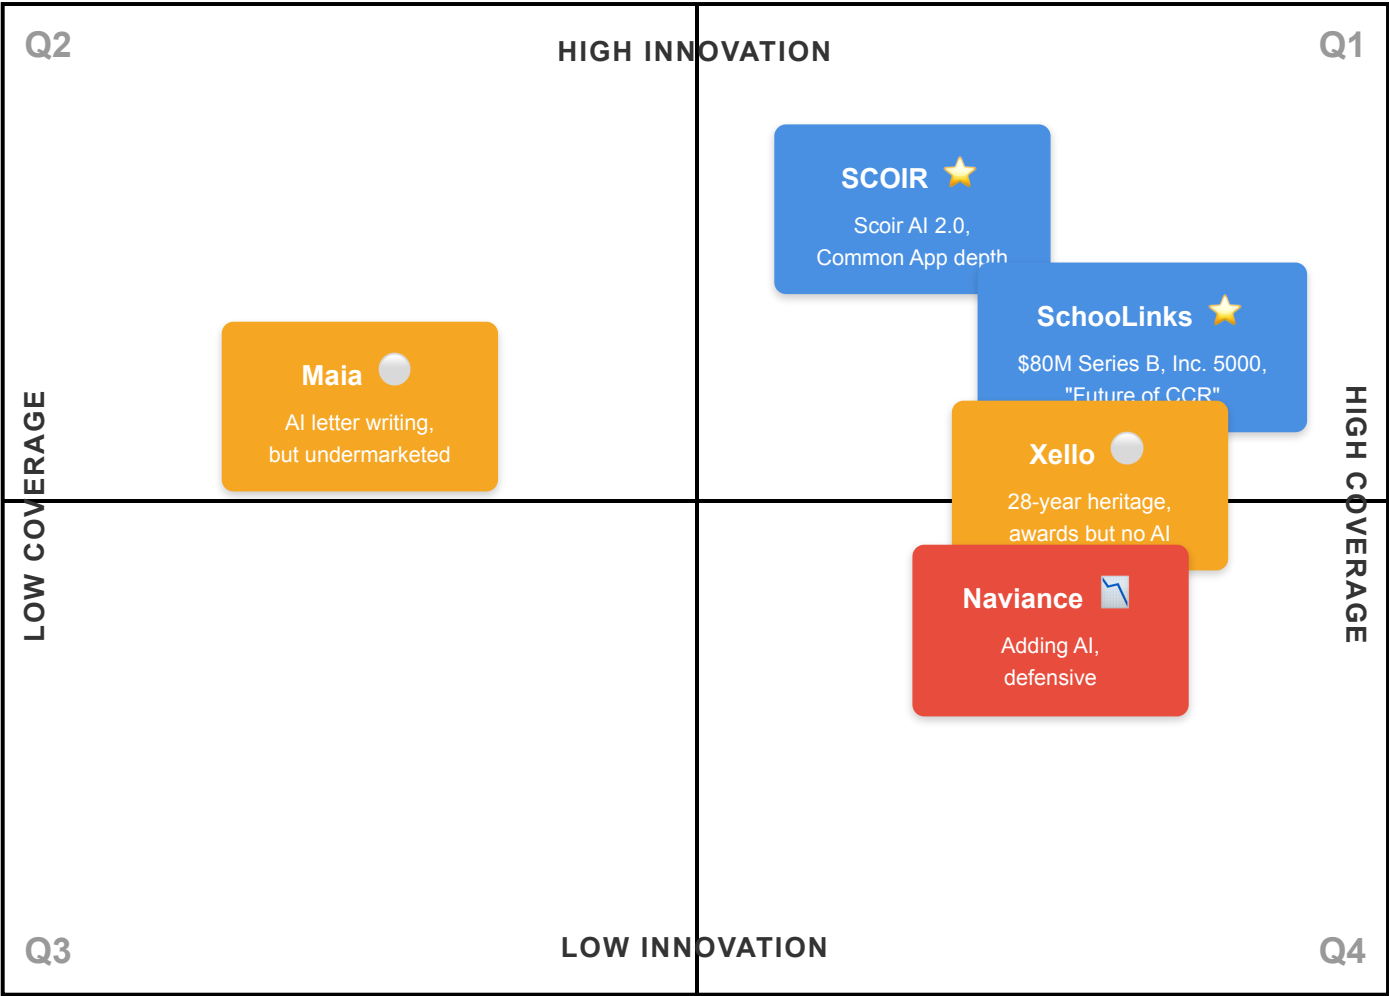 Q2
HIGH INNOVATION
Q1
SCOIR
Scoir AI 2.0,
Common App depth
SchooLinks
$80M Series B, Inc. 5000,
"Future of CCR"
Maia
AI letter writing,
but undermarketed
LOW COVERAGE
HIGH COVERAGE
Xello
28-year heritage,
awards but no AI
Naviance
Adding AI,
defensive
Q3
LOW INNOVATION
Q4